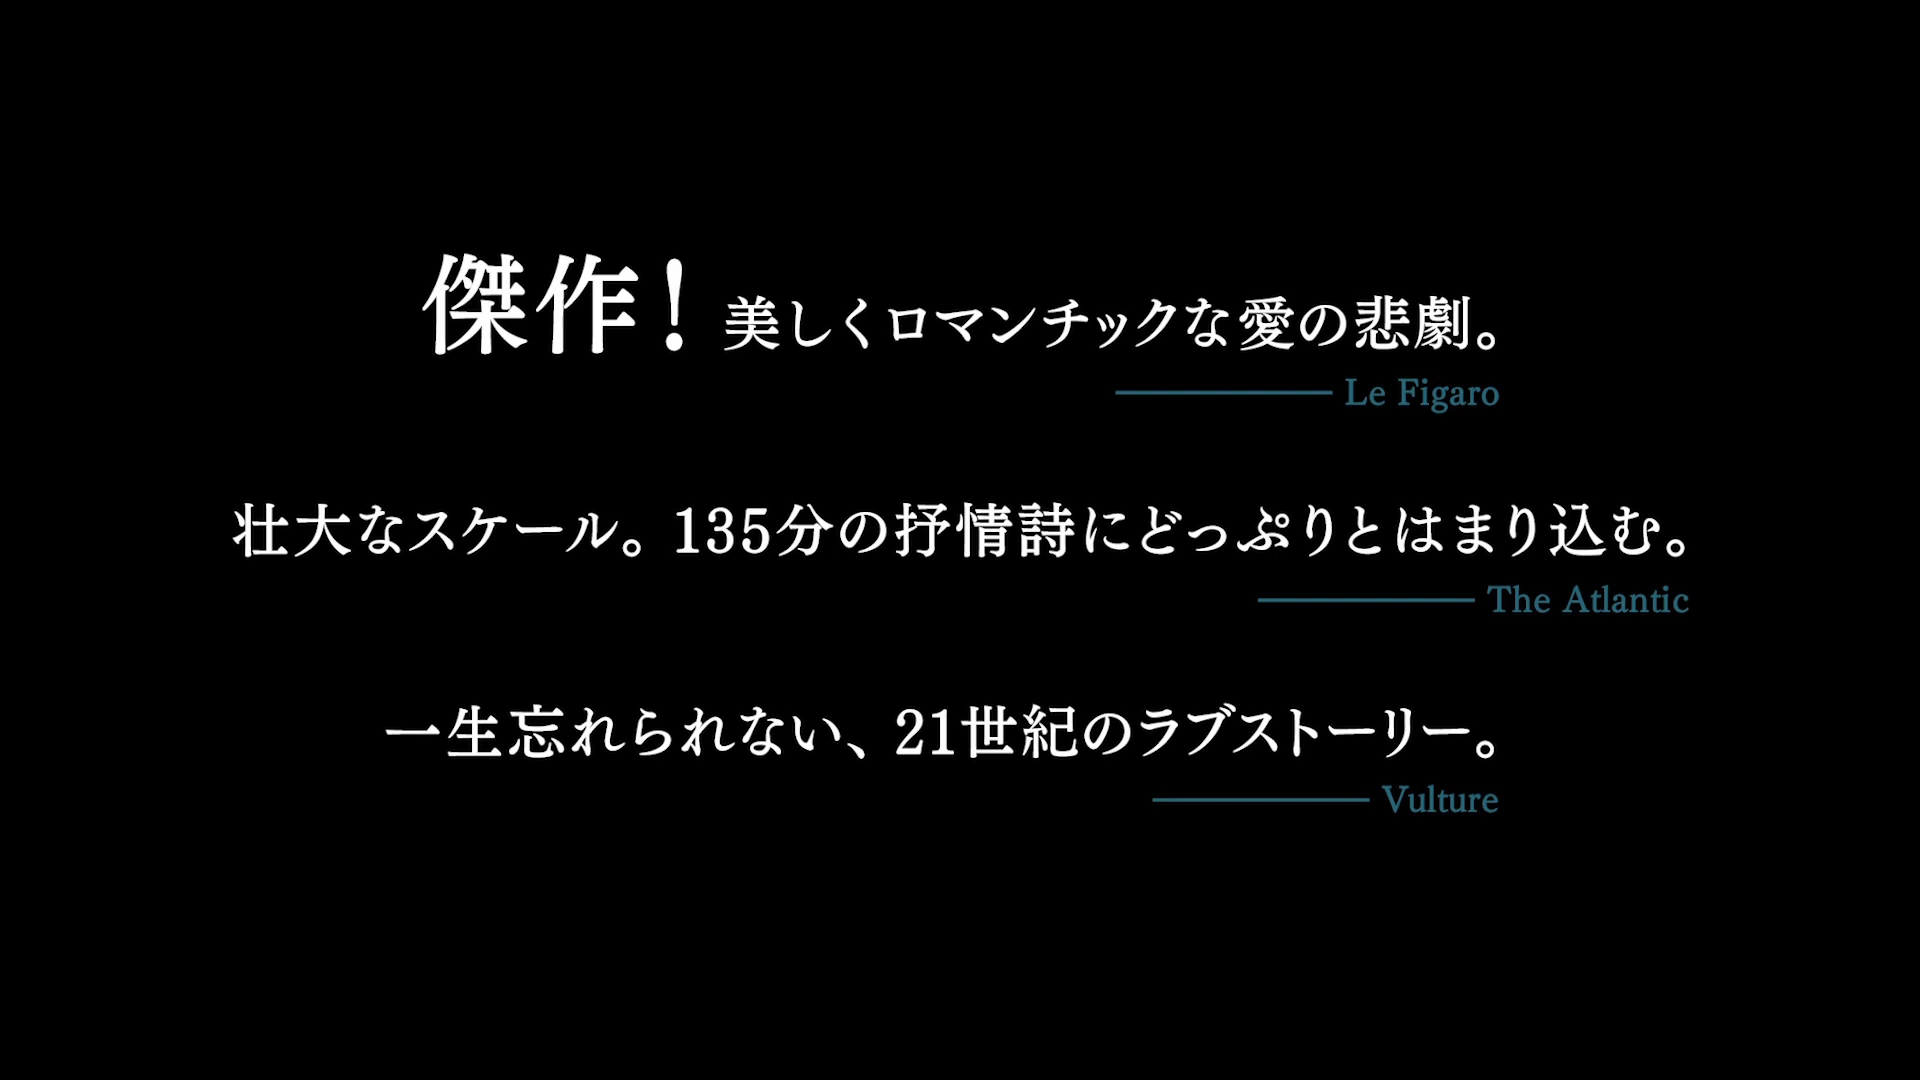 傑作！美しくロマンチックな愛の悲劇。
Le Figaro
壮大なスケール。135分の抒情詩にどっぷりとはまり込む。
The Atlantic
一生忘れられない、21世紀のラブストーリー。
Vulture